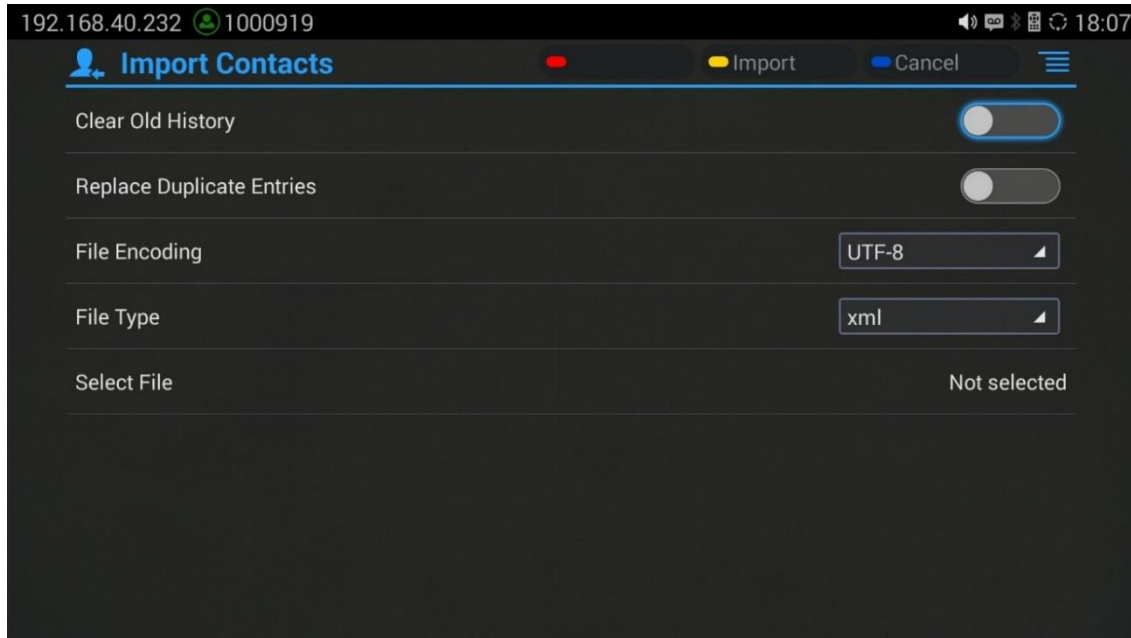 192.168.40.232 1000919 18:07
Import Contacts Import Cancel
Clear Old History
Replace Duplicate Entries
File Encoding UTF-8
File Type xml
Select File Not selected